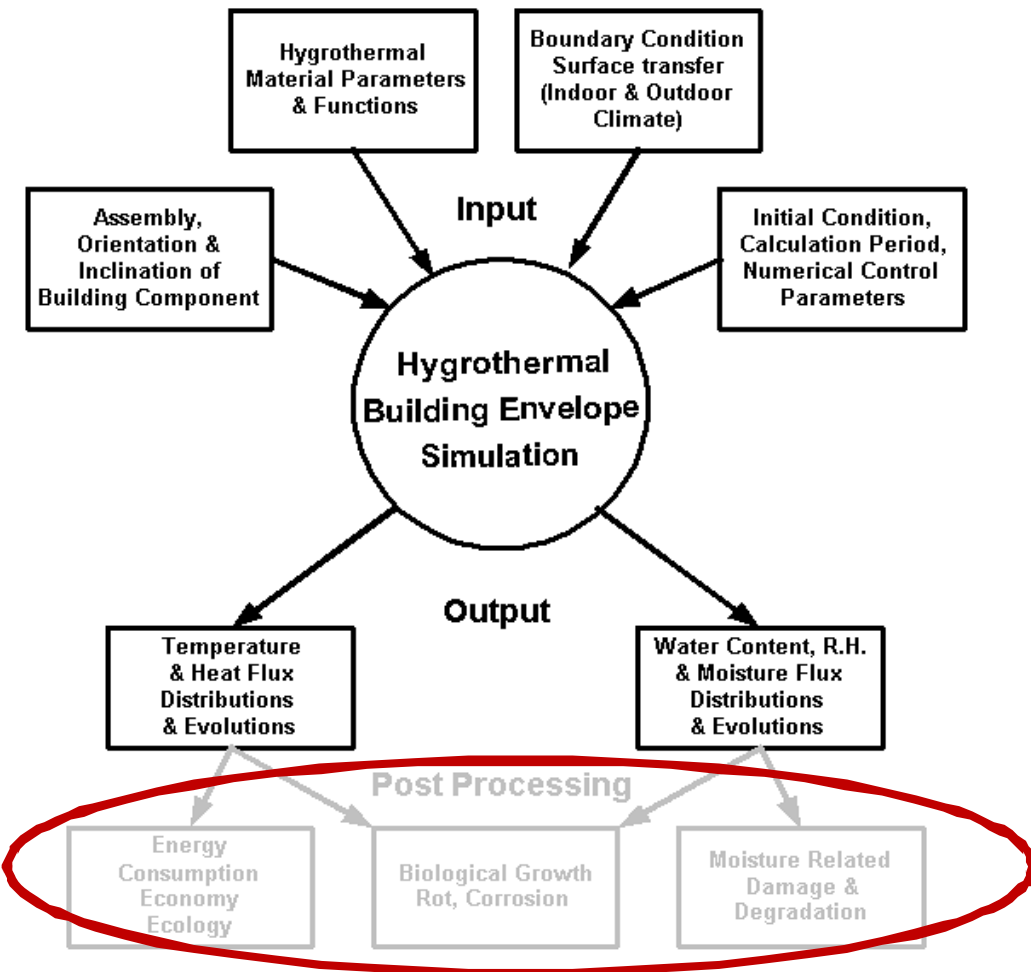 Hygrothermal
Material Parameters
& Functions
Boundary Condition
Surface transfer
(Indoor & Outdoor
Climate)
Assembly,
Orientation &
Inclination of
Building Component
Input
Initial Condition,
Calculation Period,
Numerical Control
Parameters
Hygrothermal
Building Envelope
Simulation
Output
Temperature
& Heat Flux
Distributions
& Evolutions
Water Content, R.H.
& Moisture Flux
Distributions
& Evolutions
Post Processing
Energy
Consumption
Economy
Ecology
Biological Growth
Rot, Corrosion
Moisture Related
Damage &
Degradation